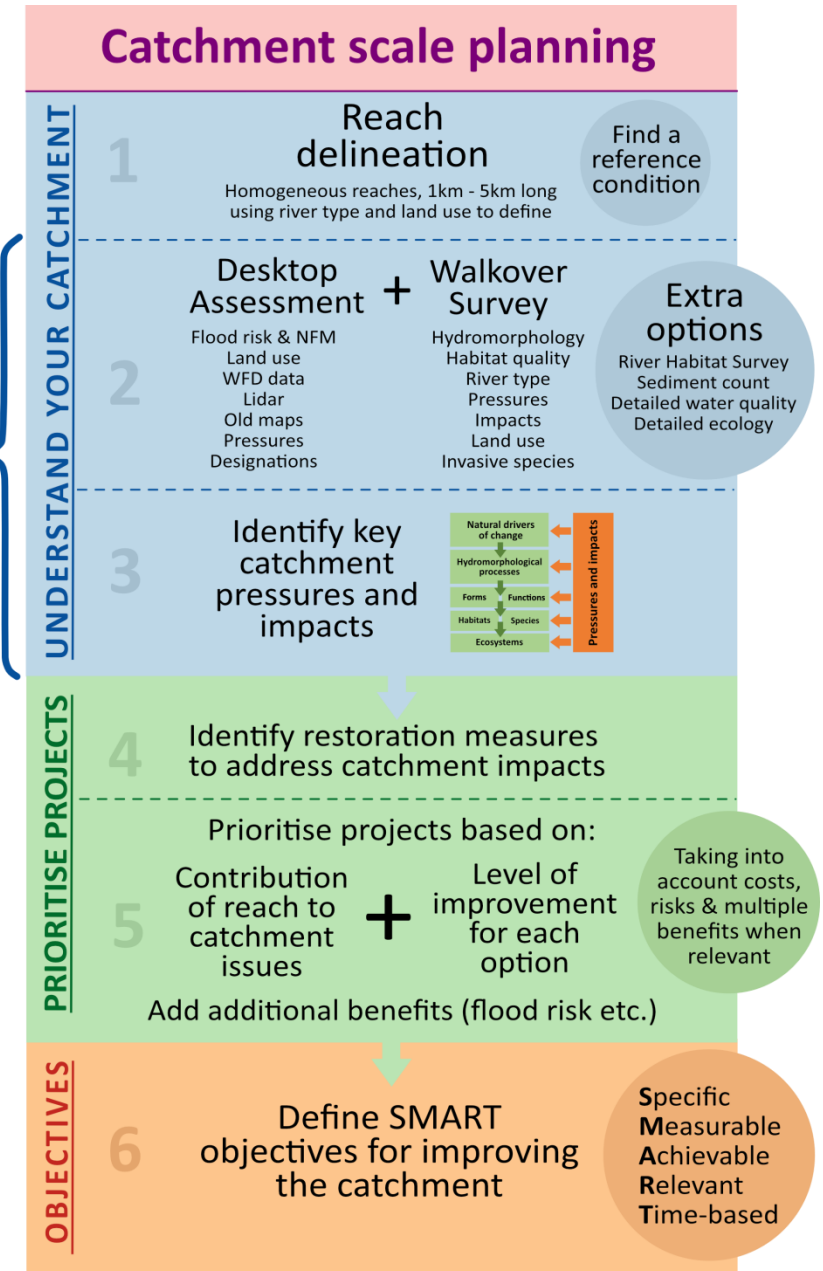 Catchment scale planning
UNDERSTAND YOUR CATCHMENT
1
Reach
delineation
Homogeneous reaches, 1km - 5km long
using river type and land use to define
Find a
reference
condition
2
Desktop
Assessment
Flood risk & NFM
Land use
WFD data
Lidar
Old maps
Pressures
Designations
+
Walkover
Survey
Hydromorphology
Habitat quality
River type
Pressures
Impacts
Land use
Invasive species
Extra
options
River Habitat Survey
Sediment count
Detailed water quality
Detailed ecology
3
Identify key
catchment
pressures and
impacts
Natural drivers
of change
Hydromorphological
processes
Forms Functions
Habitats Species
Ecosystems
Pressures and impacts
PRIORITISE PROJECTS
4
Identify restoration measures
to address catchment impacts
5
Prioritise projects based on:
Contribution
of reach to
catchment
issues
+
Level of
improvement
for each
option
Add additional benefits (flood risk etc.)
Taking into
account costs,
risks & multiple
benefits when
relevant
OBJECTIVES
6
Define SMART
objectives for improving
the catchment
Specific
Measurable
Achievable
Relevant
Time-based